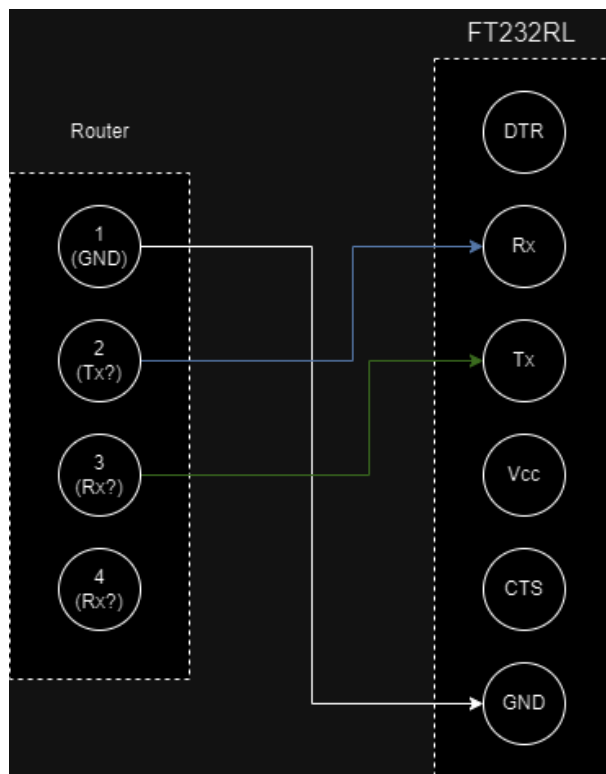 FT232RL
Router
DTR
1
(GND)
Rx
2
(Tx?)
Tx
3
(Rx?)
Vcc
4
(Rx?)
CTS
GND